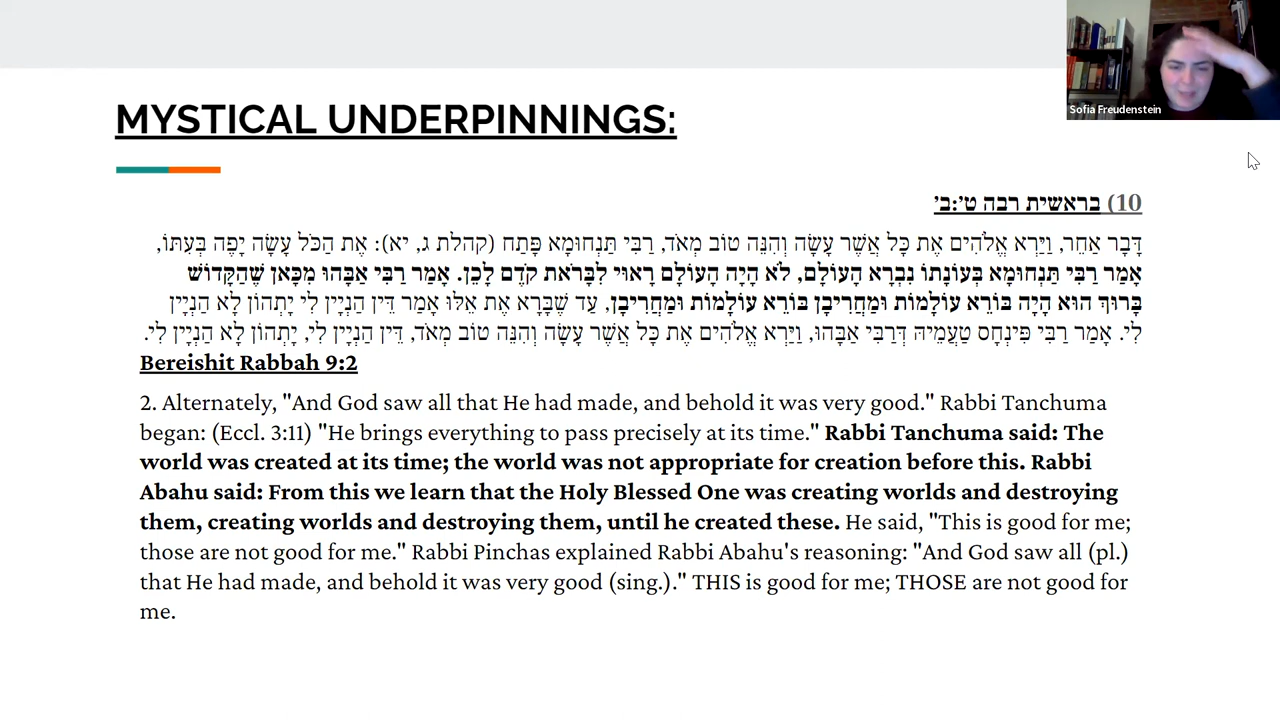 Sofia Freudenstein
MYSTICAL UNDERPINNINGS:
10) בראשית רבה ט׳:ב׳
דָּבָר אַחֵר, וַיַּרְא אֱלֹהִים אֶת כָּל אֲשֶׁר עָשָׂה וְהִנֵּה טוֹב מְאֹד, רַבִּי תַּנְחוּמָא פָּתַח (קהלת ג, יא): אֶת הַכֹּל עָשָׂה יָפֶה בְּעִתּוֹ,
אָמַר רַבִּי תַּנְחוּמָא בְּעוֹנָתוֹ נִבְרָא הָעוֹלָם, לֹא הָיָה הָעוֹלָם רָאוּי לִבָּרֹאת קֹדֶם לָכֵן. אָמַר רַבִּי אַבָּהוּ מִכָּאן שֶׁהַקָּדוֹשׁ
בָּרוּךְ הוּא הָיָה בּוֹרֵא עוֹלָמוֹת וּמַחֲרִיבָן בּוֹרֵא עוֹלָמוֹת וּמַחֲרִיבָן, עַד שֶׁבָּרָא אֶת אֵלּוּ אָמַר דֵּין הַנְיָין לִי יַתְהוֹן לָא הַנְיָין
לִי. אָמַר רַבִּי פִּינְחָס טַעְמֵיהּ דְּרַבִּי אַבָּהוּ, וַיַּרְא אֱלֹהִים אֶת כָּל אֲשֶׁר עָשָׂה וְהִנֵּה טוֹב מְאֹד, דֵּין הַנְיָין לִי, יַתְהוֹן לָא הַנְיָין לִי.
Bereishit Rabbah 9:2
2. Alternately, "And God saw all that He had made, and behold it was very good." Rabbi Tanchuma
began: (Eccl. 3:11) "He brings everything to pass precisely at its time." Rabbi Tanchuma said: The
world was created at its time; the world was not appropriate for creation before this. Rabbi
Abahu said: From this we learn that the Holy Blessed One was creating worlds and destroying
them, creating worlds and destroying them, until he created these. He said, "This is good for me;
those are not good for me." Rabbi Pinchas explained Rabbi Abahu's reasoning: "And God saw all (pl.)
that He had made, and behold it was very good (sing.)." THIS is good for me; THOSE are not good for
me.